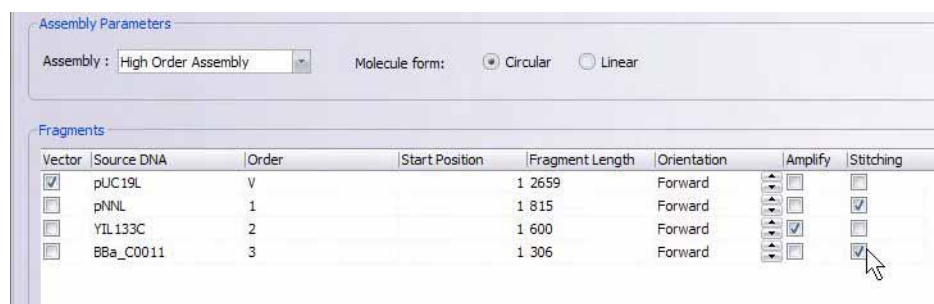 Assembly Parameters
Assembly : High Order Assembly Molecule form: Circular Linear
Fragments
Vector Source DNA Order Start Position Fragment Length Orientation Amplify Stitching
pUC19L V 1 2659 Forward
pNNL 1 1 815 Forward
YIL133C 2 1 600 Forward
BBa_C0011 3 1 306 Forward